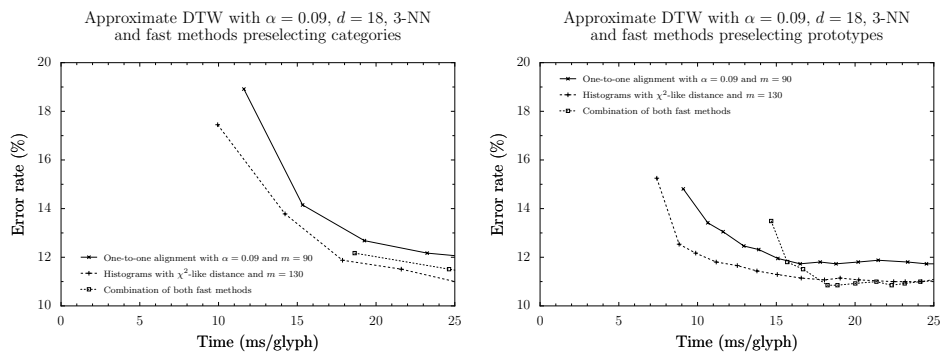 Approximate DTW with α = 0.09, d = 18, 3-NN
and fast methods preselecting categories
20
18
16
14
12
10
Error rate (%)
One-to-one alignment with α = 0.09 and m = 90
Histograms with χ²-like distance and m = 130
Combination of both fast methods
0 5 10 15 20 25
Time (ms/glyph)
Approximate DTW with α = 0.09, d = 18, 3-NN
and fast methods preselecting prototypes
20
18
16
14
12
10
Error rate (%)
One-to-one alignment with α = 0.09 and m = 90
Histograms with χ²-like distance and m = 130
Combination of both fast methods
0 5 10 15 20 25
Time (ms/glyph)